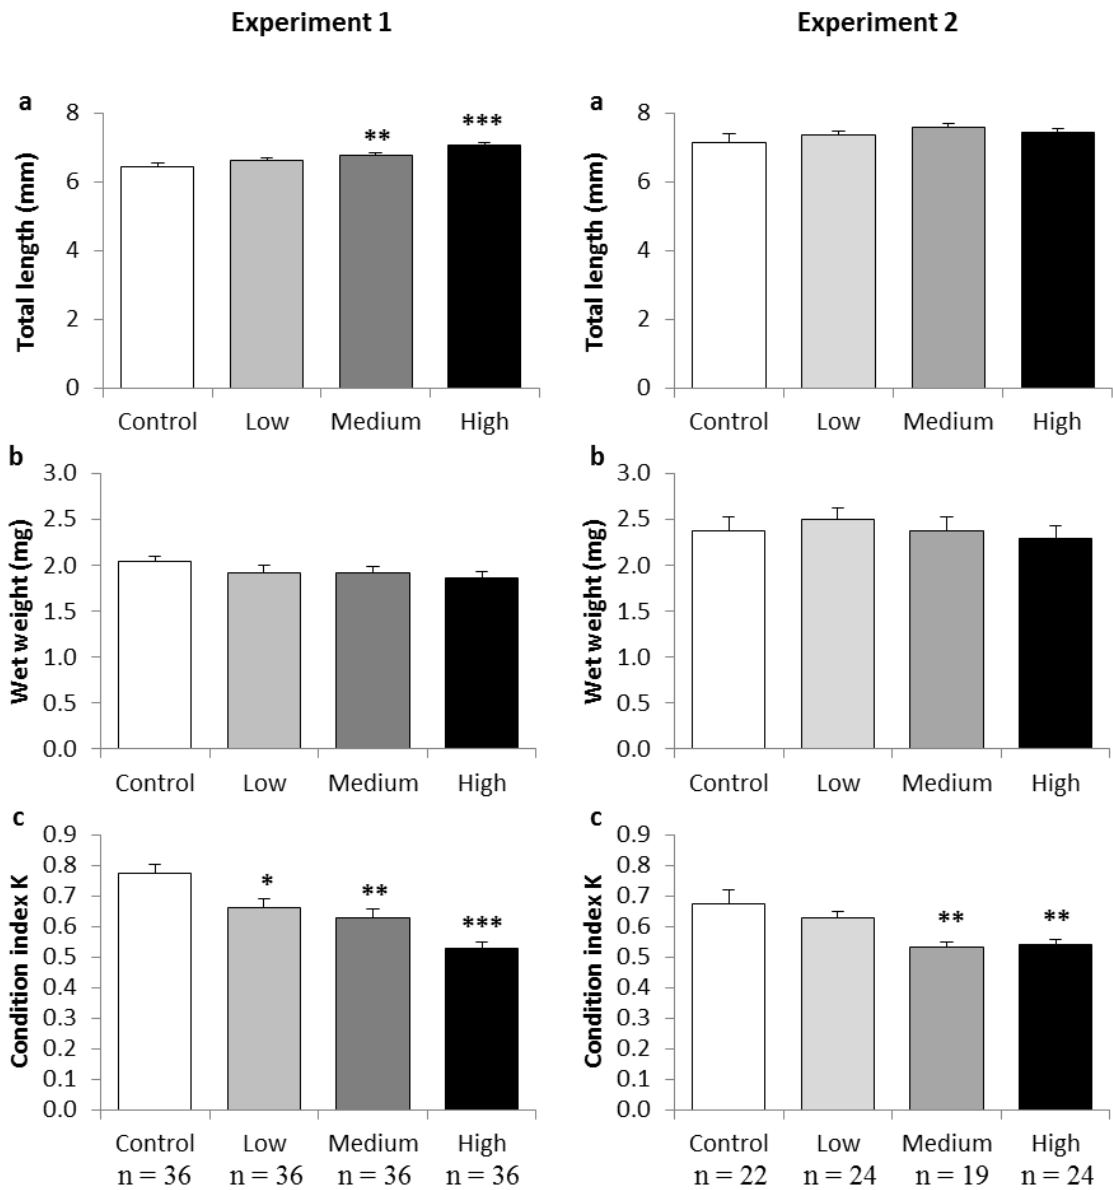 Experiment 1
Experiment 2
a
Total length (mm)
8
6
4
2
0
**
***
Control Low Medium High
a
Total length (mm)
8
6
4
2
0
Control Low Medium High
b
Wet weight (mg)
3.0
2.5
2.0
1.5
1.0
0.5
0.0
Control Low Medium High
b
Wet weight (mg)
3.0
2.5
2.0
1.5
1.0
0.5
0.0
Control Low Medium High
c
Condition index K
0.9
0.8
0.7
0.6
0.5
0.4
0.3
0.2
0.1
0.0
*
**
***
Control Low Medium High
n = 36 n = 36 n = 36 n = 36
c
Condition index K
0.9
0.8
0.7
0.6
0.5
0.4
0.3
0.2
0.1
0.0
**
**
Control Low Medium High
n = 22 n = 24 n = 19 n = 24